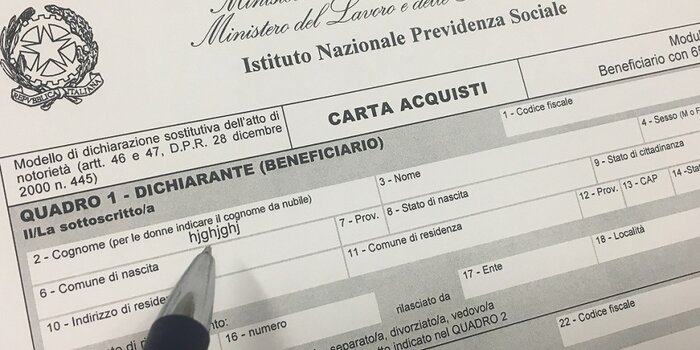 Ministero del Lavoro e delle
Istituto Nazionale Previdenza Sociale
REPVBBLICA ITALIANA
Modello di dichiarazione sostitutiva dell'atto di
notorietà (artt. 46 e 47, D.P.R. 28 dicembre
2000 n. 445)
CARTA ACQUISTI
Beneficiario con
QUADRO 1 - DICHIARANTE (BENEFICIARIO)
1 - Codice fiscale
Il/La sottoscritto/a
2 - Cognome (per le donne indicare il cognome da nubile)
hjghjghj
3 - Nome
4 - Sesso (M o
6 - Comune di nascita
7 - Prov.
8 - Stato di nascita
9 - Stato di cittadinanza
10 - Indirizzo di
11 - Comune di residenza
12 - Prov.
13 - CAP
16 - numero
17 - Ente
18 - Località
rilasciato da
separato/a, divorziato/a, vedovo/a
indicato nel QUADRO 2
22 - Codice fiscale